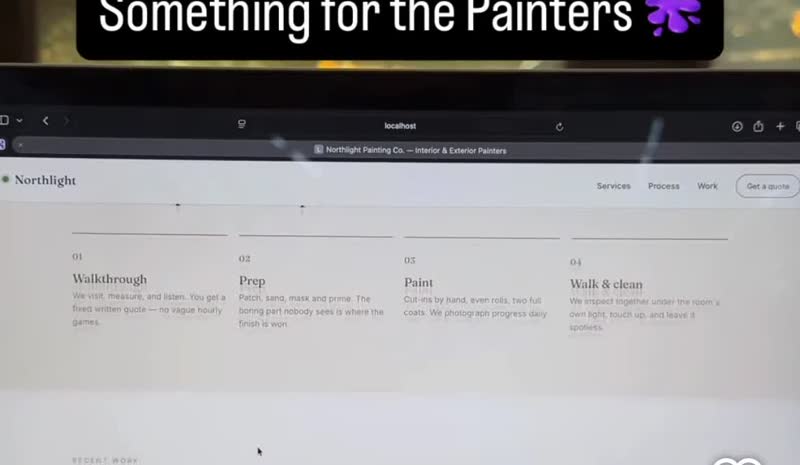 Something for the Painters
localhost
Northlight Painting Co. — Interior & Exterior Painters
Northlight
Services
Process
Work
Get a quote
01
Walkthrough
We visit, measure, and listen. You get a
fixed written quote — no vague hourly
games.
02
Prep
Patch, sand, mask and prime. The
boring part nobody sees is where the
finish is won.
03
Paint
Cut-ins by hand, even rolls, two full
coats. We photograph progress daily
04
Walk & clean
We inspect together under the room's
own light, touch up, and leave it
spotless.
RECENT WORK